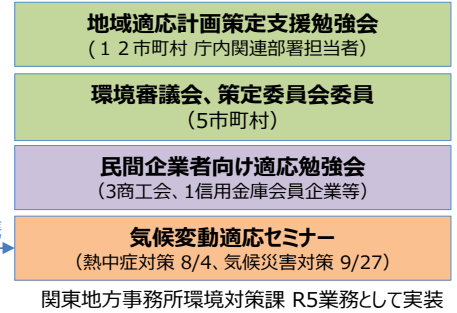 地域適応計画策定支援勉強会
(１２市町村 庁内関連部署担当者)
環境審議会、策定委員会委員
(5市町村)
民間企業者向け適応勉強会
(3商工会、1信用金庫会員企業等)
気候変動適応セミナー
(熱中症対策 8/4、気候災害対策 9/27)
関東地方事務所環境対策課 R5業務として実装